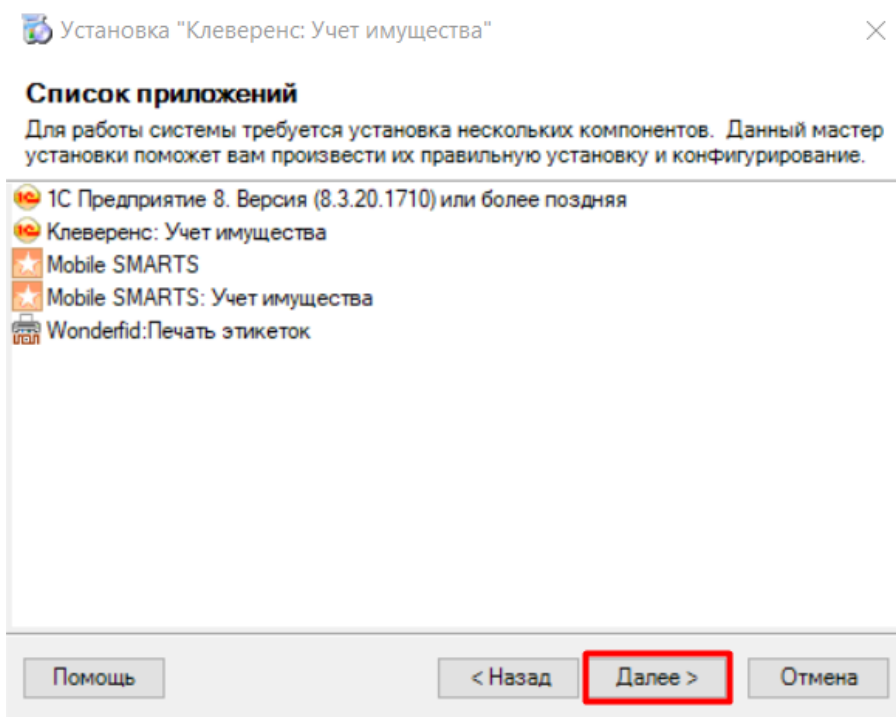 Установка "Клеверенс: Учет имущества"
Список приложений
Для работы системы требуется установка нескольких компонентов. Данный мастер
установки поможет вам произвести их правильную установку и конфигурирование.
1С Предприятие 8. Версия (8.3.20.1710) или более поздняя
Клеверенс: Учет имущества
Mobile SMARTS
Mobile SMARTS: Учет имущества
Wonderfid:Печать этикеток
Помощь
< Назад
Далее >
Отмена